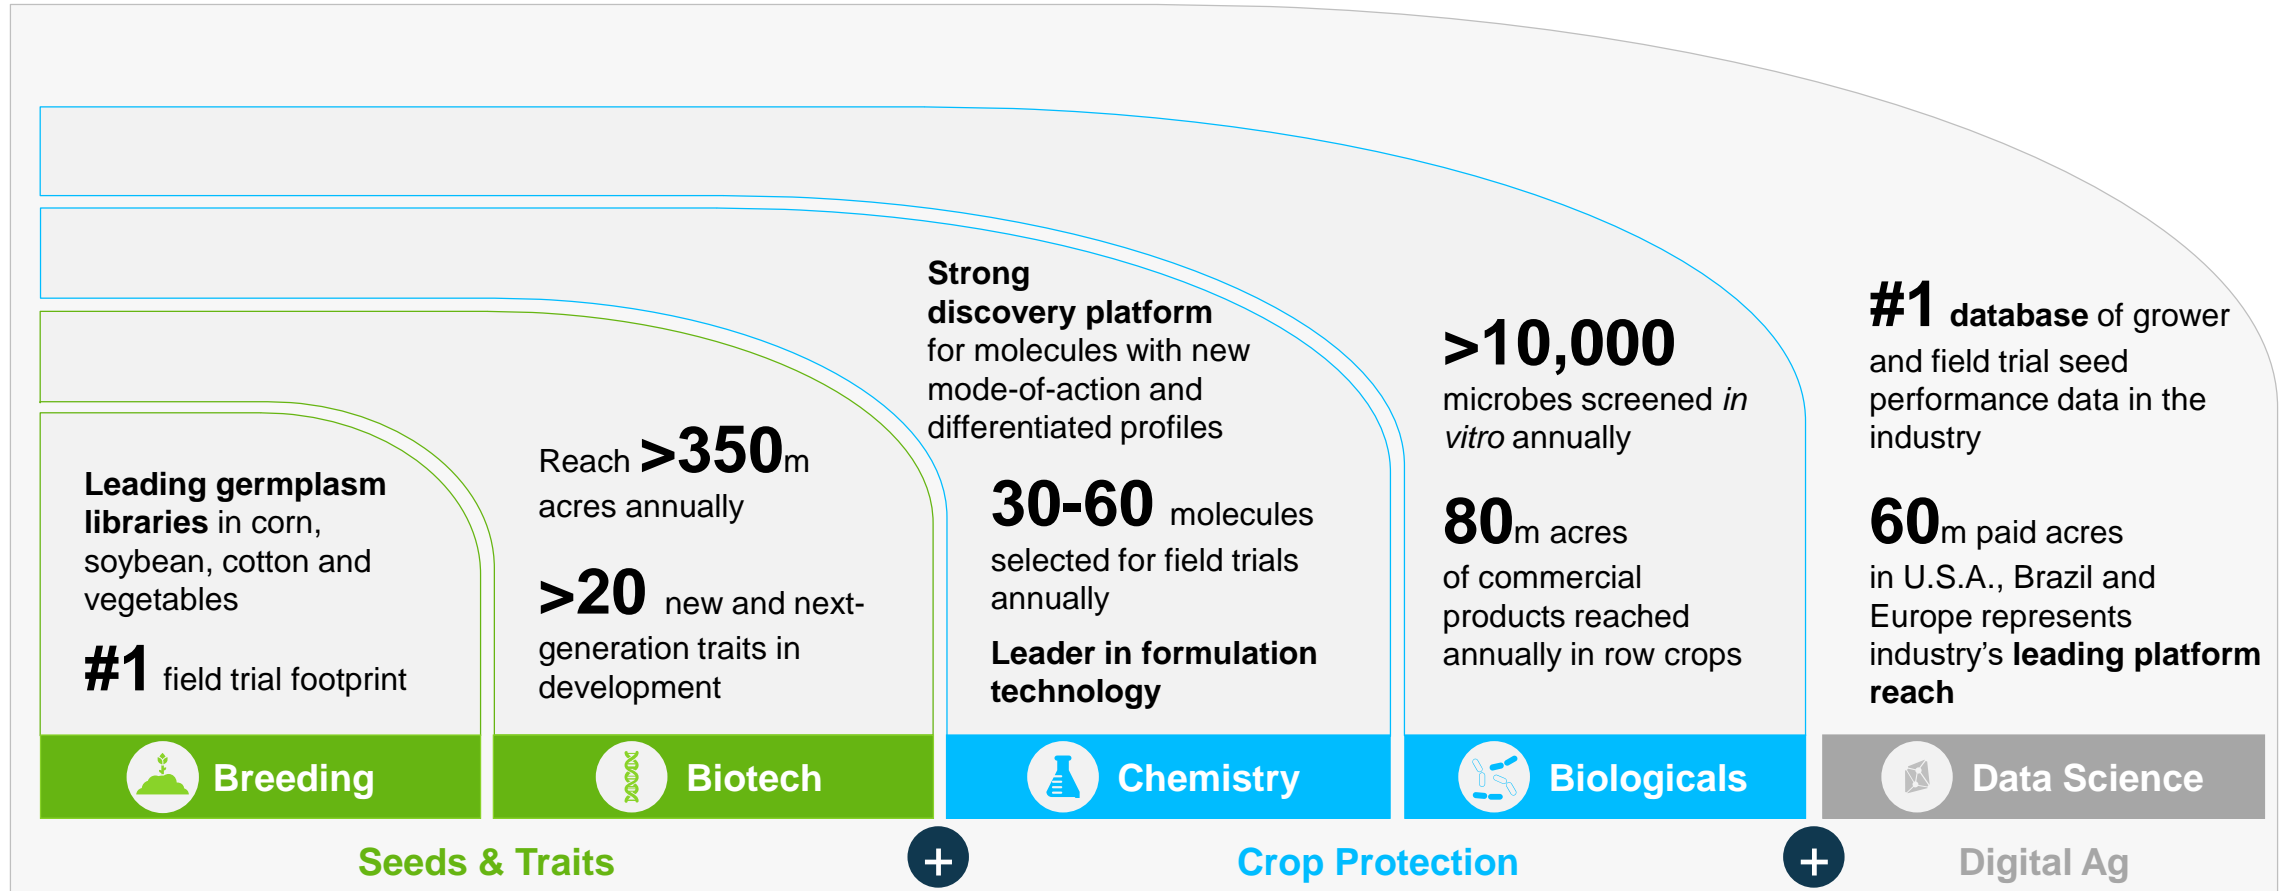 Leading germplasm
libraries in corn,
soybean, cotton and
vegetables
#1 field trial footprint
Reach >350m
acres annually
>20 new and next-
generation traits in
development
Strong
discovery platform
for molecules with new
mode-of-action and
differentiated profiles
30-60 molecules
selected for field trials
annually
Leader in formulation
technology
>10,000
microbes screened in
vitro annually
80m acres
of commercial
products reached
annually in row crops
#1 database of grower
and field trial seed
performance data in the
industry
60m paid acres
in U.S.A., Brazil and
Europe represents
industry’s leading platform
reach
Breeding
Biotech
Chemistry
Biologicals
Data Science
Seeds & Traits
+
Crop Protection
+
Digital Ag